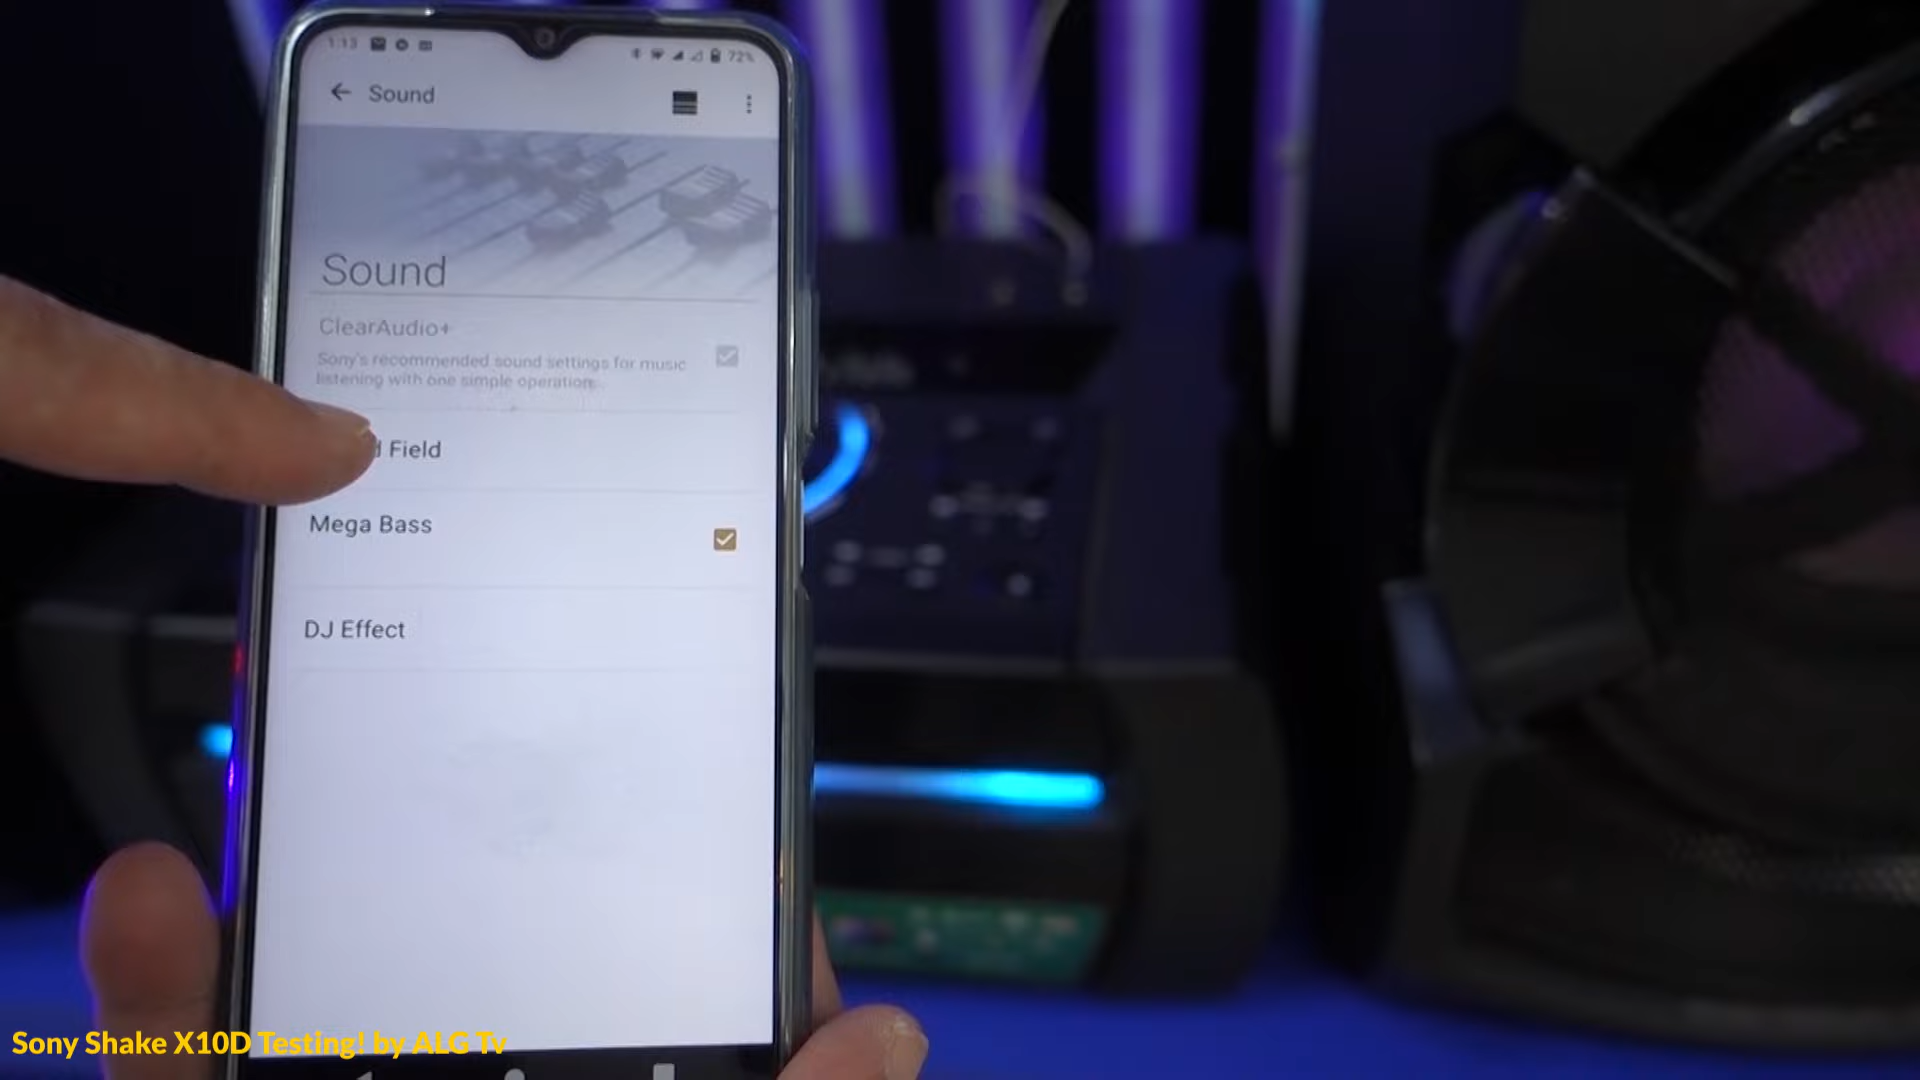 1:13
72%
Sound
Sound
ClearAudio+
Sony's recommended sound settings for music
listening with one simple operation.
Field
Mega Bass
DJ Effect
Sony Shake X10D Testing! by ALG Tv